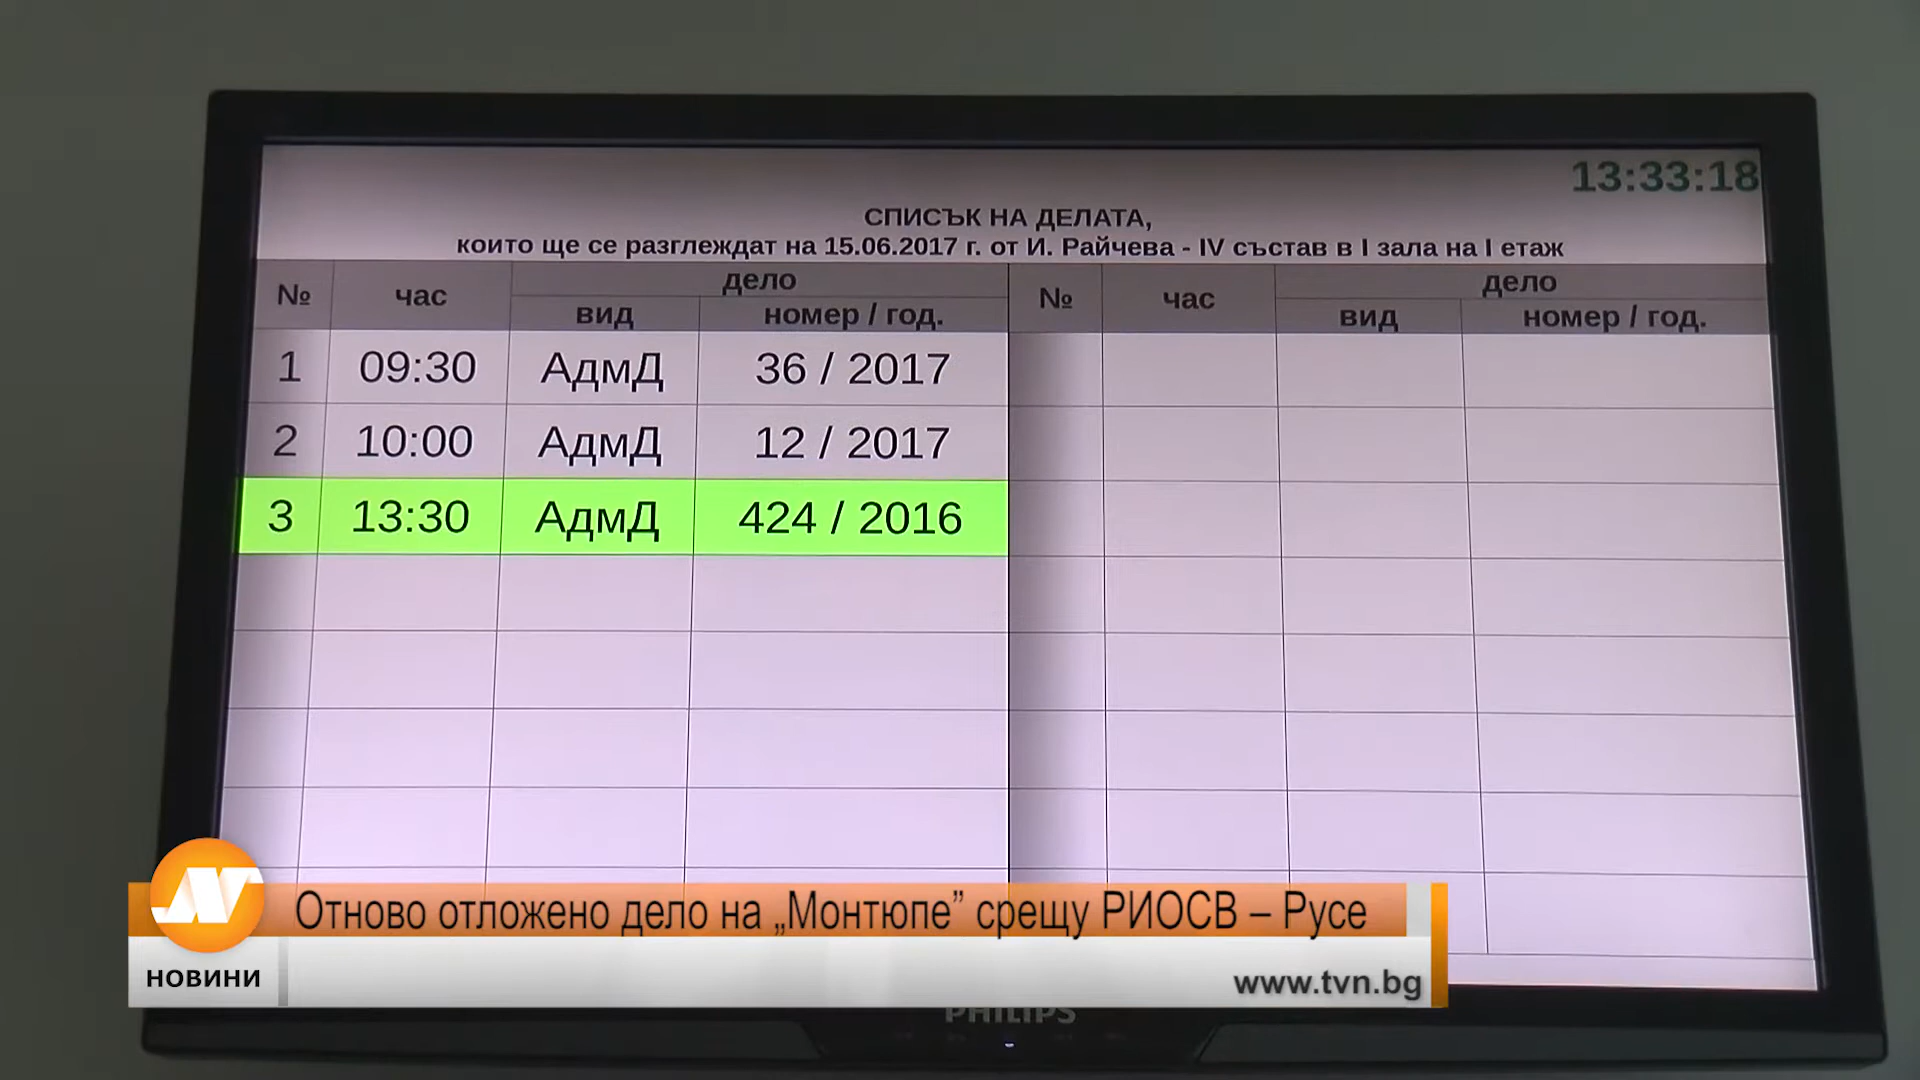 13:33:18
СПИСЪК НА ДЕЛАТА,
които ще се разглеждат на 15.06.2017 г. от И. Райчева - IV състав в I зала на I етаж
№ час дело № час дело
вид номер / год. вид номер / год.
1 09:30 АдмД 36 / 2017
2 10:00 АдмД 12 / 2017
3 13:30 АдмД 424 / 2016
Отново отложено дело на „Монтюпе” срещу РИОСВ – Русе
НОВИНИ
www.tvn.bg
PHILIPS